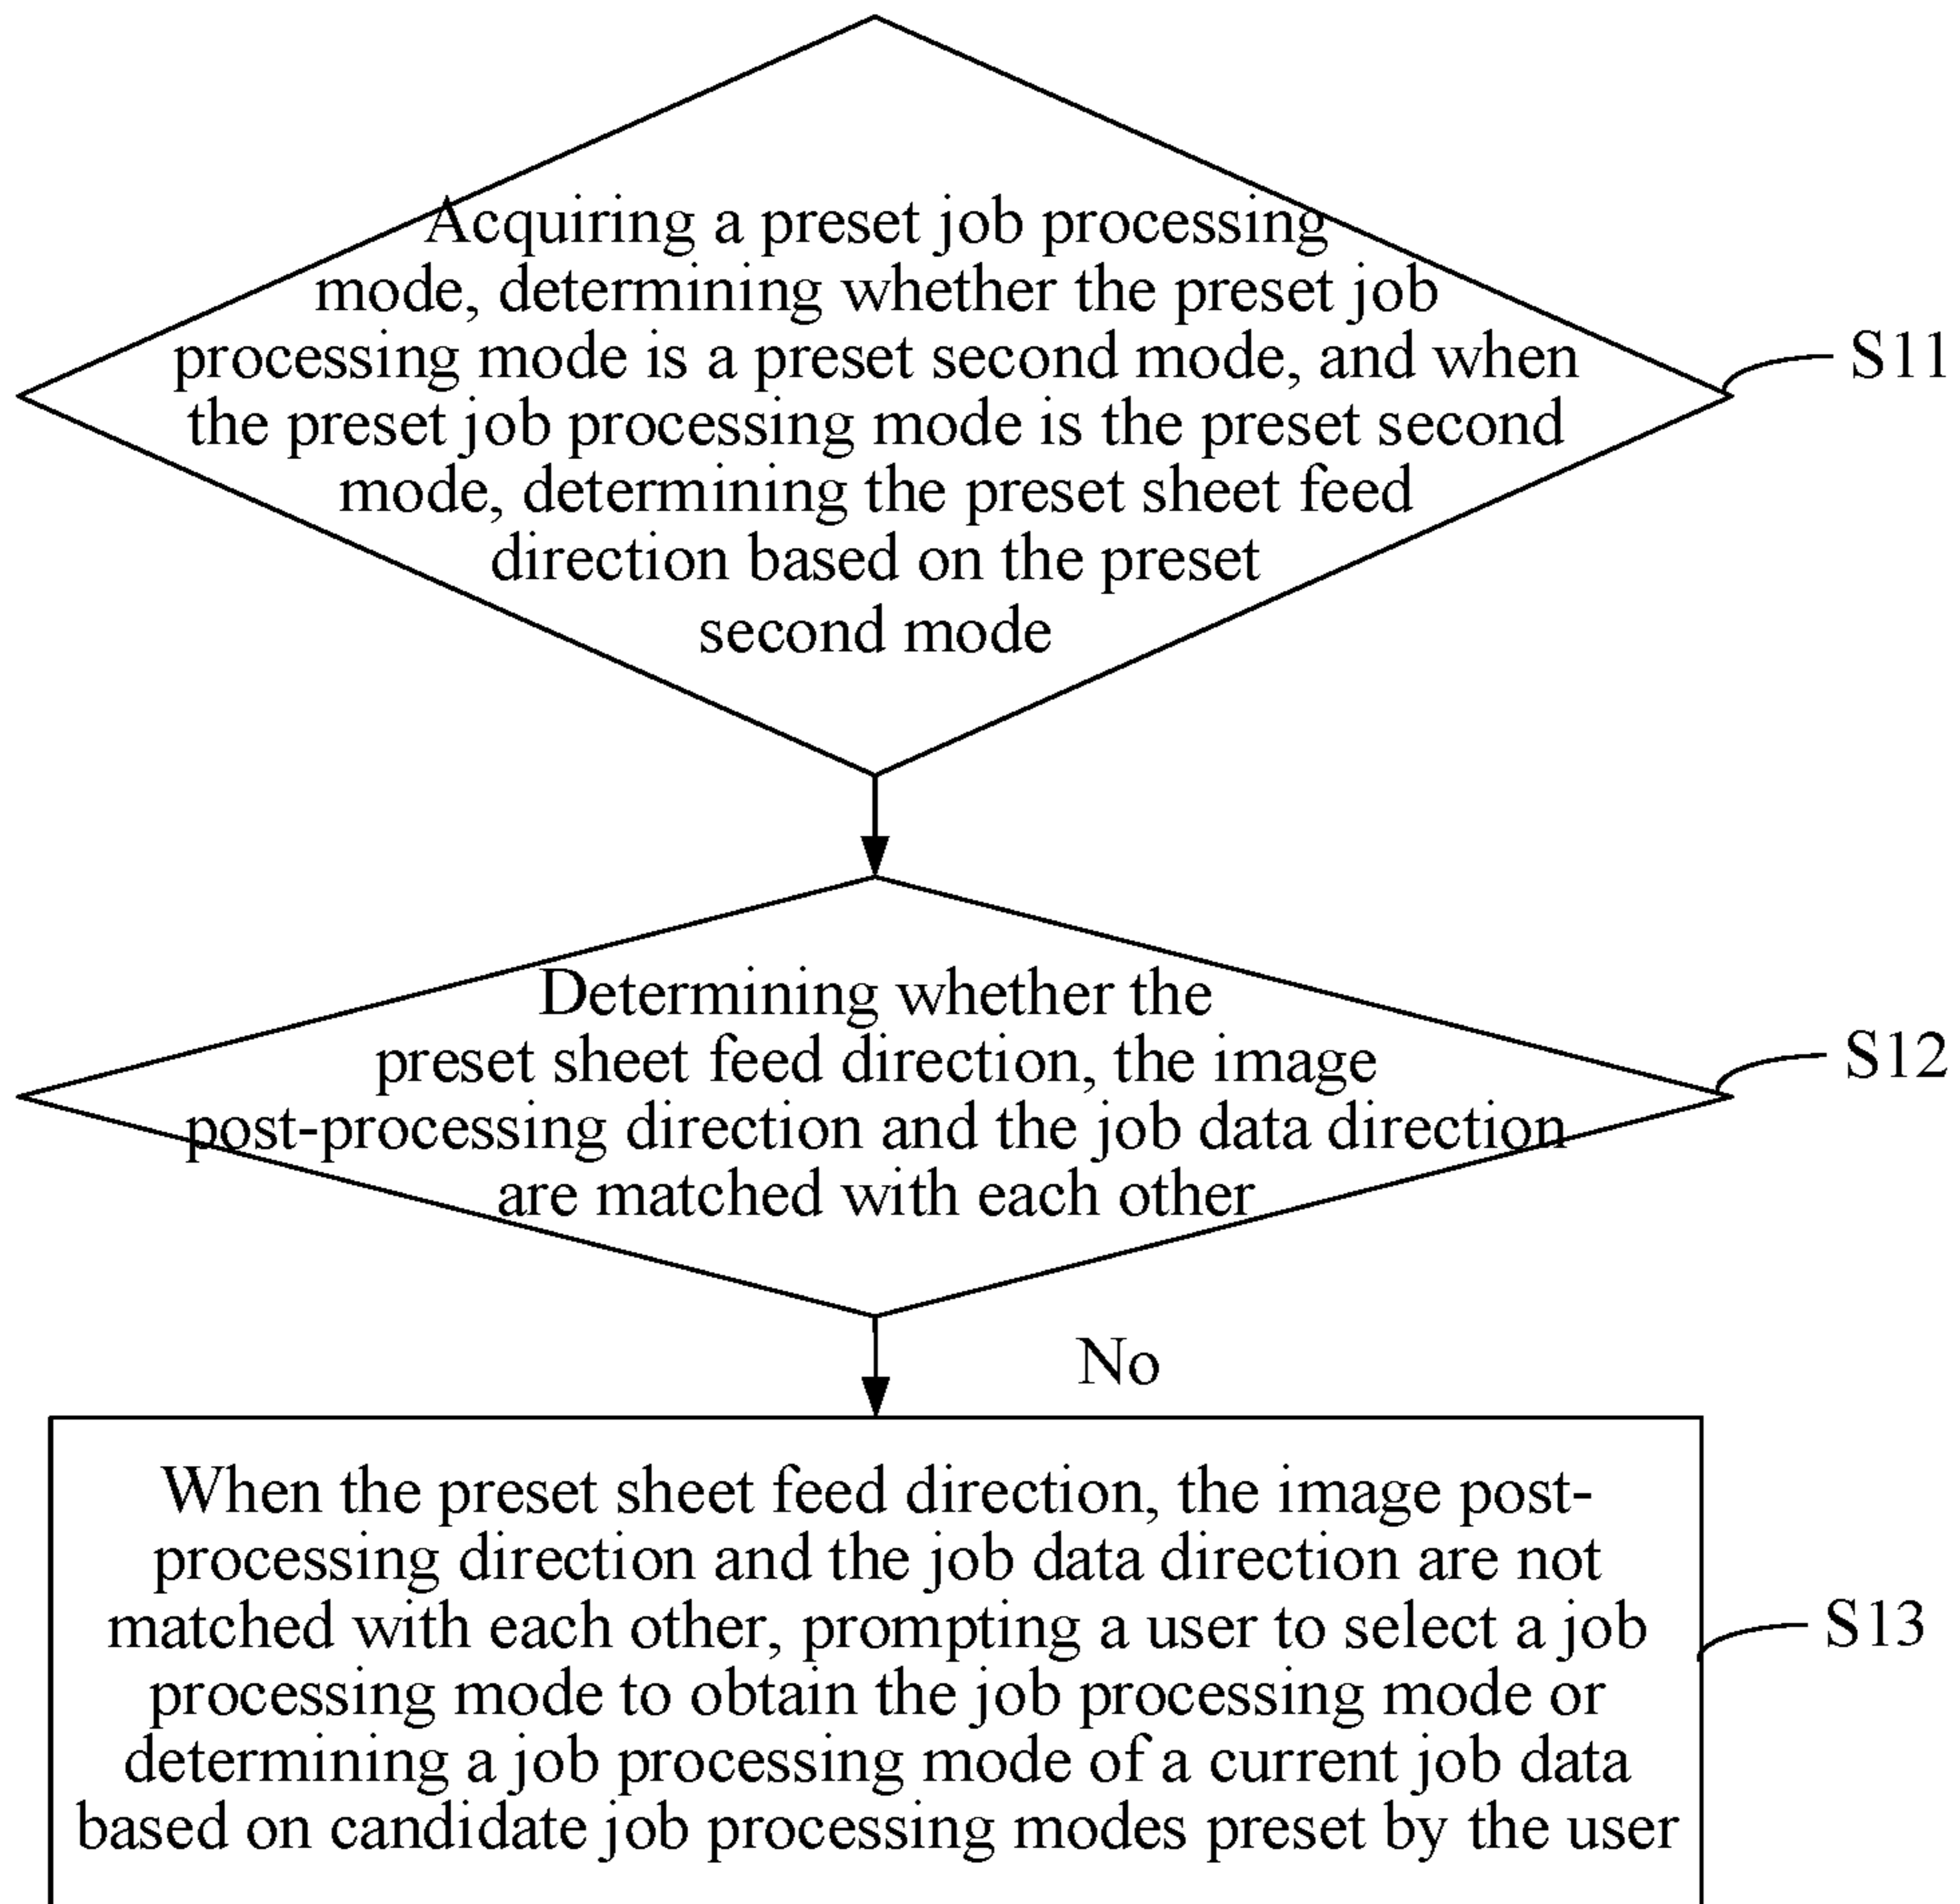 Acquiring a preset job processing
mode, determining whether the preset job
processing mode is a preset second mode, and when
the preset job processing mode is the preset second
mode, determining the preset sheet feed
direction based on the preset
second mode
S11
Determining whether the
preset sheet feed direction, the image
post-processing direction and the job data direction
are matched with each other
S12
No
When the preset sheet feed direction, the image post-
processing direction and the job data direction are not
matched with each other, prompting a user to select a job
processing mode to obtain the job processing mode or
determining a job processing mode of a current job data
based on candidate job processing modes preset by the user
S13